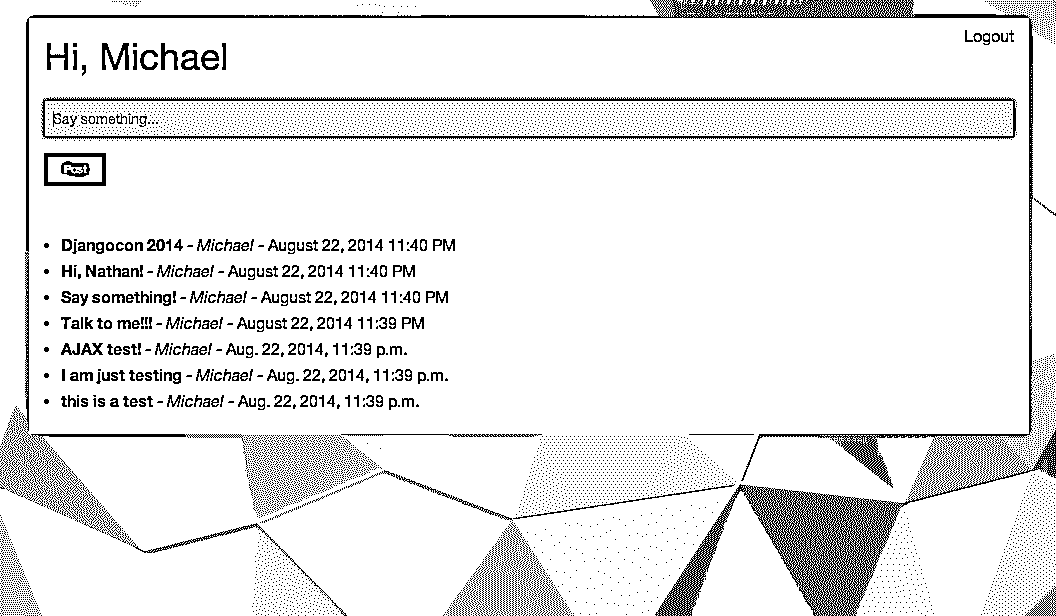 Logout
Hi, Michael
Say something...
Post
• Djangocon 2014 - Michael - August 22, 2014 11:40 PM
• Hi, Nathan! - Michael - August 22, 2014 11:40 PM
• Say something! - Michael - August 22, 2014 11:40 PM
• Talk to me!!! - Michael - August 22, 2014 11:39 PM
• AJAX test! - Michael - Aug. 22, 2014, 11:39 p.m.
• I am just testing - Michael - Aug. 22, 2014, 11:39 p.m.
• this is a test - Michael - Aug. 22, 2014, 11:39 p.m.